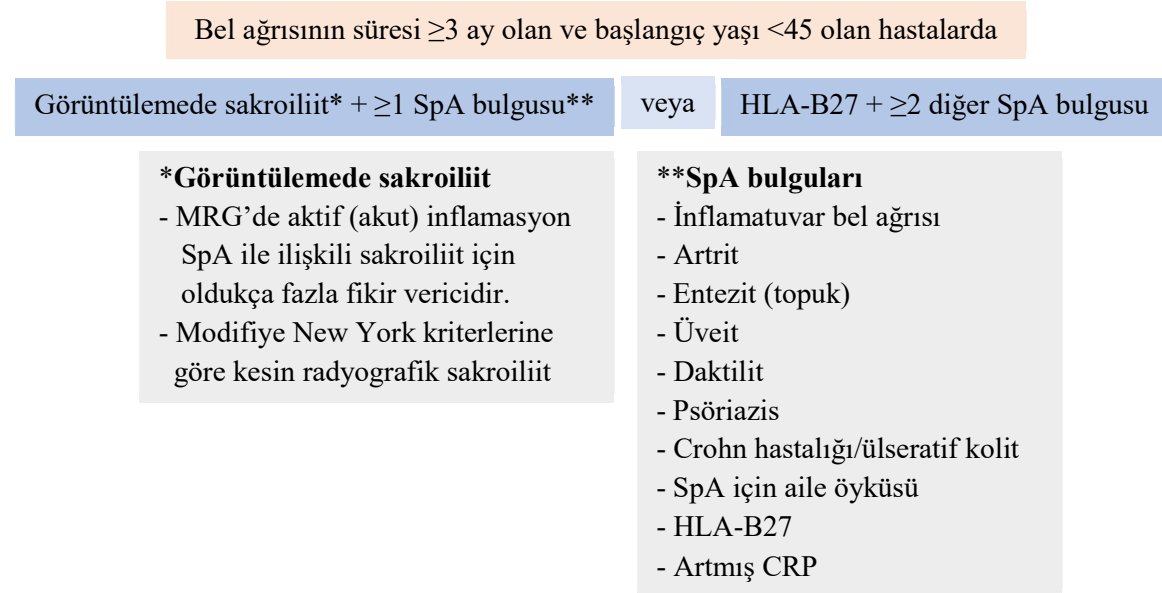 Bel ağrısının süresi ≥3 ay olan ve başlangıç yaşı <45 olan hastalarda
Görüntülemede sakroiliit* + ≥1 SpA bulgusu**
veya
HLA-B27 + ≥2 diğer SpA bulgusu
*Görüntülemede sakroiliit
- MRG’de aktif (akut) inflamasyon
SpA ile ilişkili sakroiliit için
oldukça fazla fikir vericidir.
- Modifiye New York kriterlerine
göre kesin radyografik sakroiliit
**SpA bulguları
- İnflamatuvar bel ağrısı
- Artrit
- Entezit (topuk)
- Üveit
- Daktilit
- Psöriazis
- Crohn hastalığı/ülseratif kolit
- SpA için aile öyküsü
- HLA-B27
- Artmış CRP